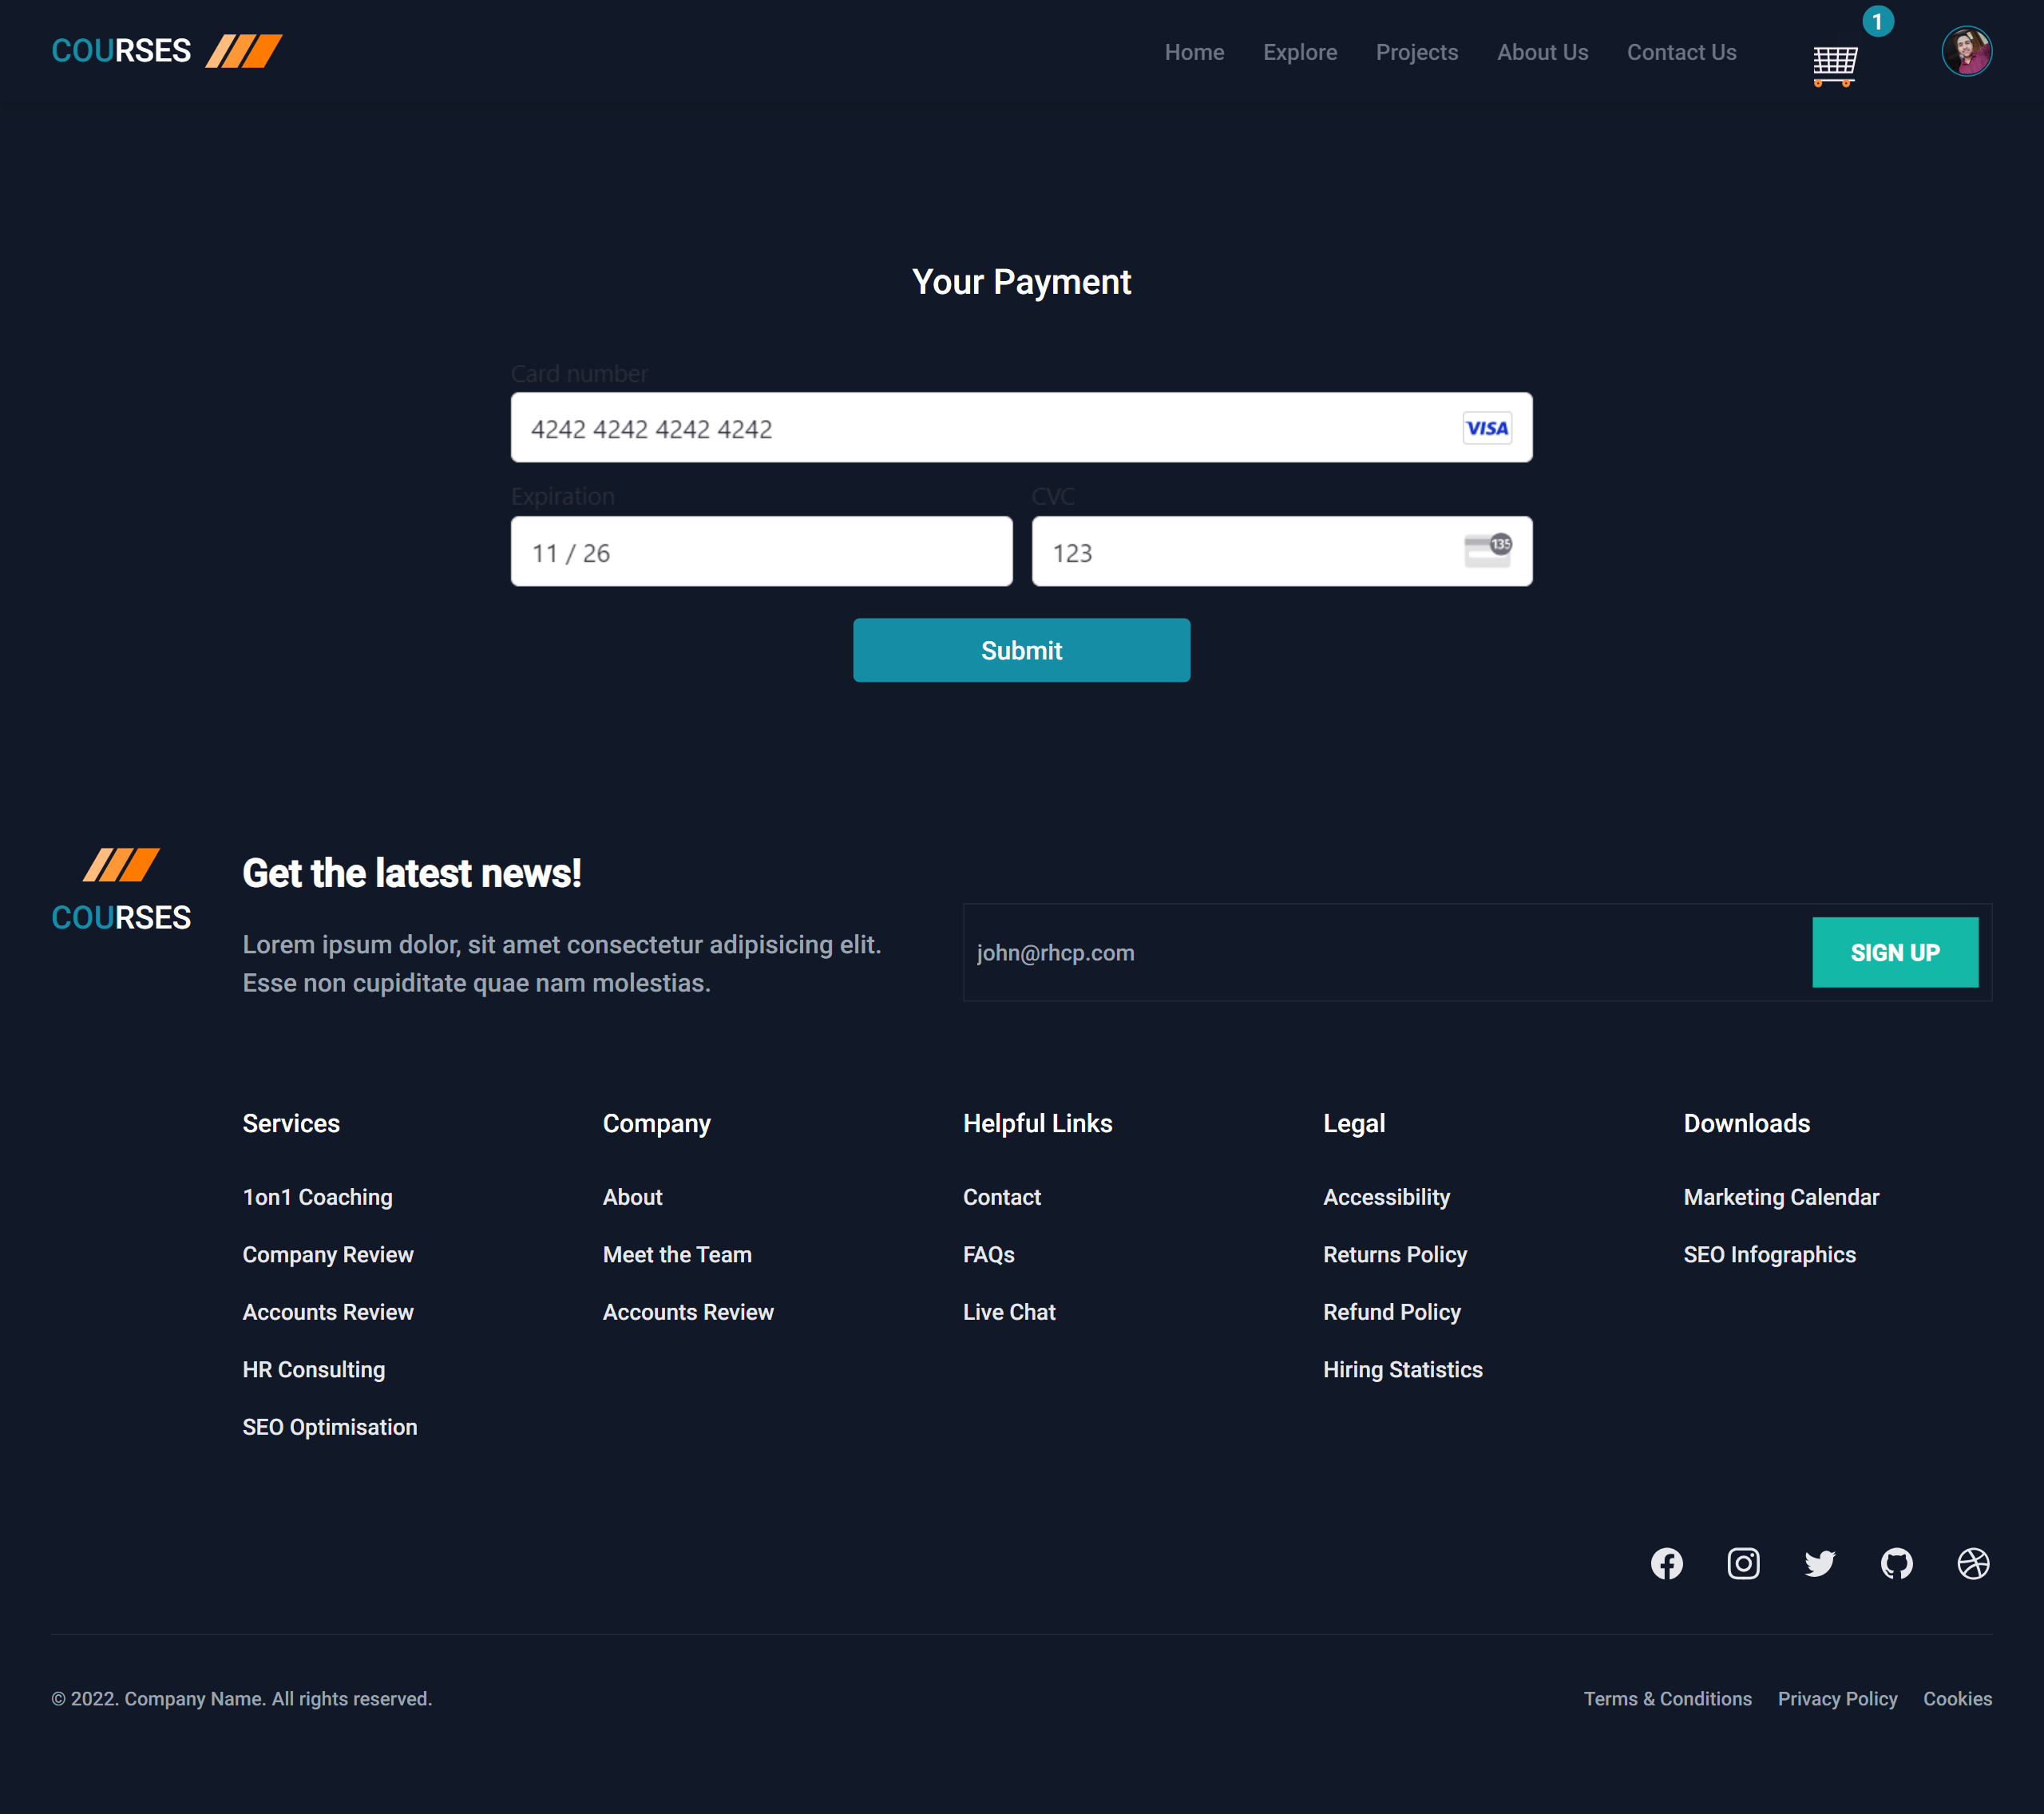 COURSES
Home Explore Projects About Us Contact Us
1
Your Payment
Card number
4242 4242 4242 4242
VISA
Expiration
CVC
11 / 26
123
135
Submit
COURSES
Get the latest news!
Lorem ipsum dolor, sit amet consectetur adipisicing elit.
Esse non cupiditate quae nam molestias.
john@rhcp.com
SIGN UP
Services
1on1 Coaching
Company Review
Accounts Review
HR Consulting
SEO Optimisation
Company
About
Meet the Team
Accounts Review
Helpful Links
Contact
FAQs
Live Chat
Legal
Accessibility
Returns Policy
Refund Policy
Hiring Statistics
Downloads
Marketing Calendar
SEO Infographics
© 2022. Company Name. All rights reserved.
Terms & Conditions Privacy Policy Cookies